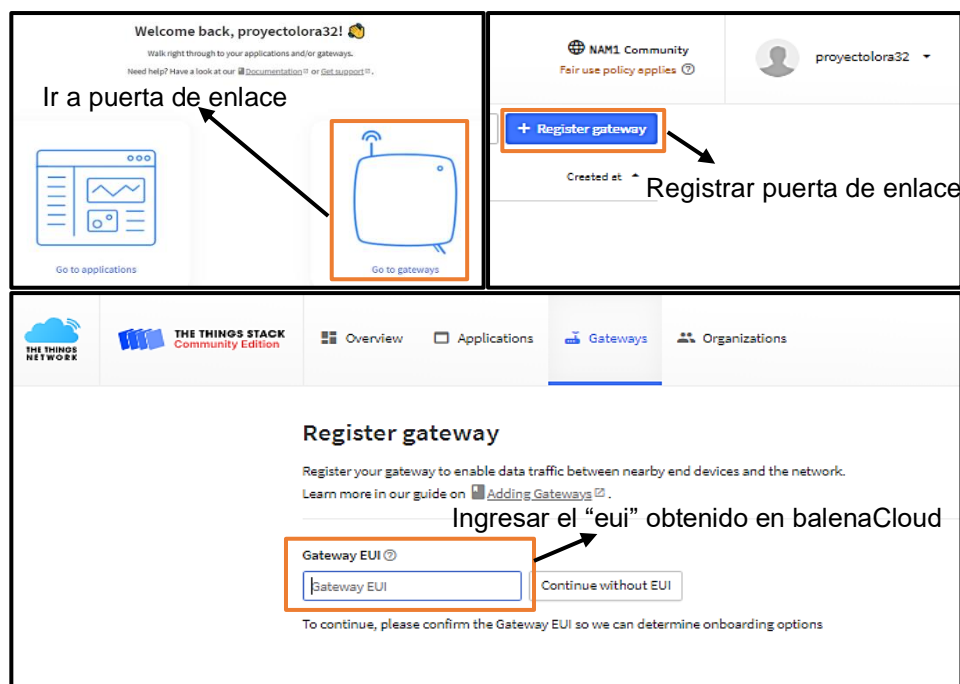 Welcome back, proyectolora32! 👋
Walk right through to your applications and/or gateways.
Need help? Have a look at our Documentation or Get support.
Ir a puerta de enlace
Go to applications
Go to gateways
NAM1 Community
Fair use policy applies
proyectolora32
+ Register gateway
Created at
Registrar puerta de enlace
THE THINGS
NETWORK
THE THINGS STACK
Community Edition
Overview
Applications
Gateways
Organizations
Register gateway
Register your gateway to enable data traffic between nearby end devices and the network.
Learn more in our guide on Adding Gateways.
Ingresar el “eui” obtenido en balenaCloud
Gateway EUI
Gateway EUI
Continue without EUI
To continue, please confirm the Gateway EUI so we can determine onboarding options